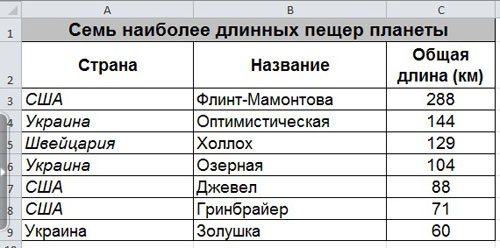 A B C
1 Семь наиболее длинных пещер планеты
2 Страна Название Общая длина (км)
3 США Флинт-Мамонтова 288
4 Украина Оптимистическая 144
5 Швейцария Холлох 129
6 Украина Озерная 104
7 США Джевел 88
8 США Гринбрайер 71
9 Украина Золушка 60